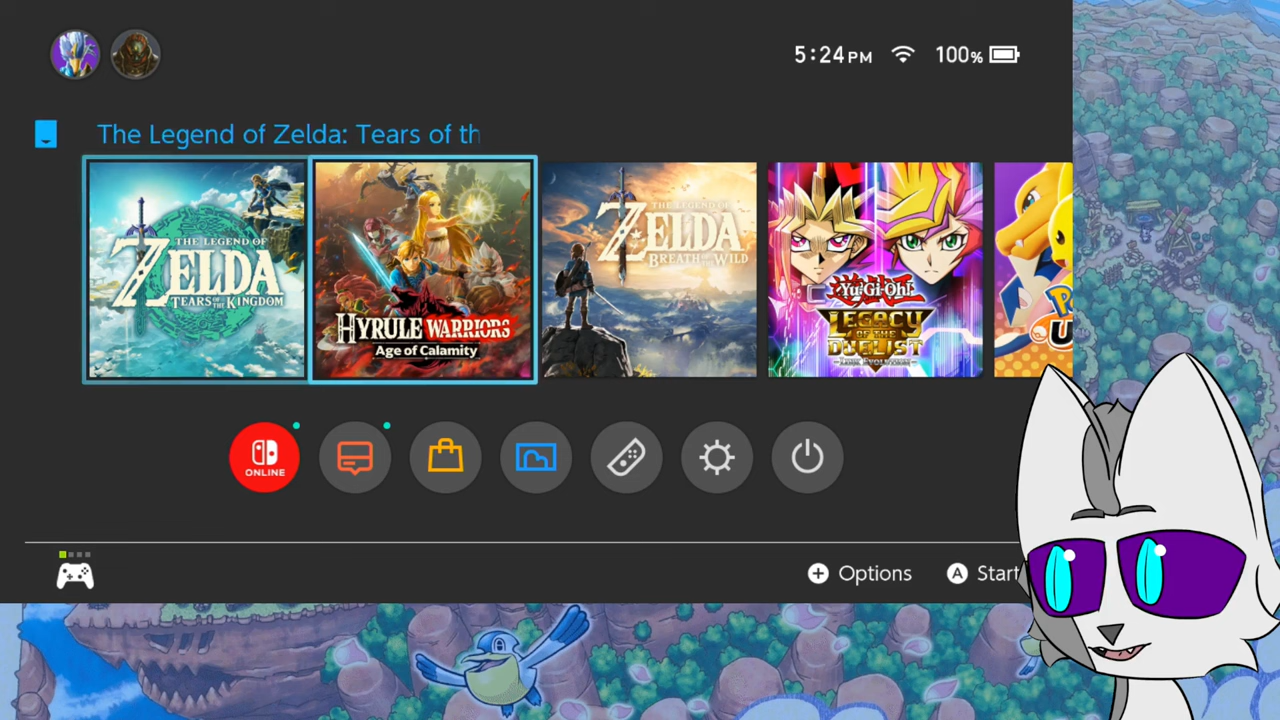 5:24 PM 100%
The Legend of Zelda: Tears of th
THE LEGEND OF
ZELDA
TEARS OF THE KINGDOM
HYRULE WARRIORS
Age of Calamity
THE LEGEND OF
ZELDA
BREATH OF THE WILD
Yu-Gi-Oh!
LEGACY
OF THE
DUELIST
LINK EVOLUTION
ONLINE
+ Options
A Start